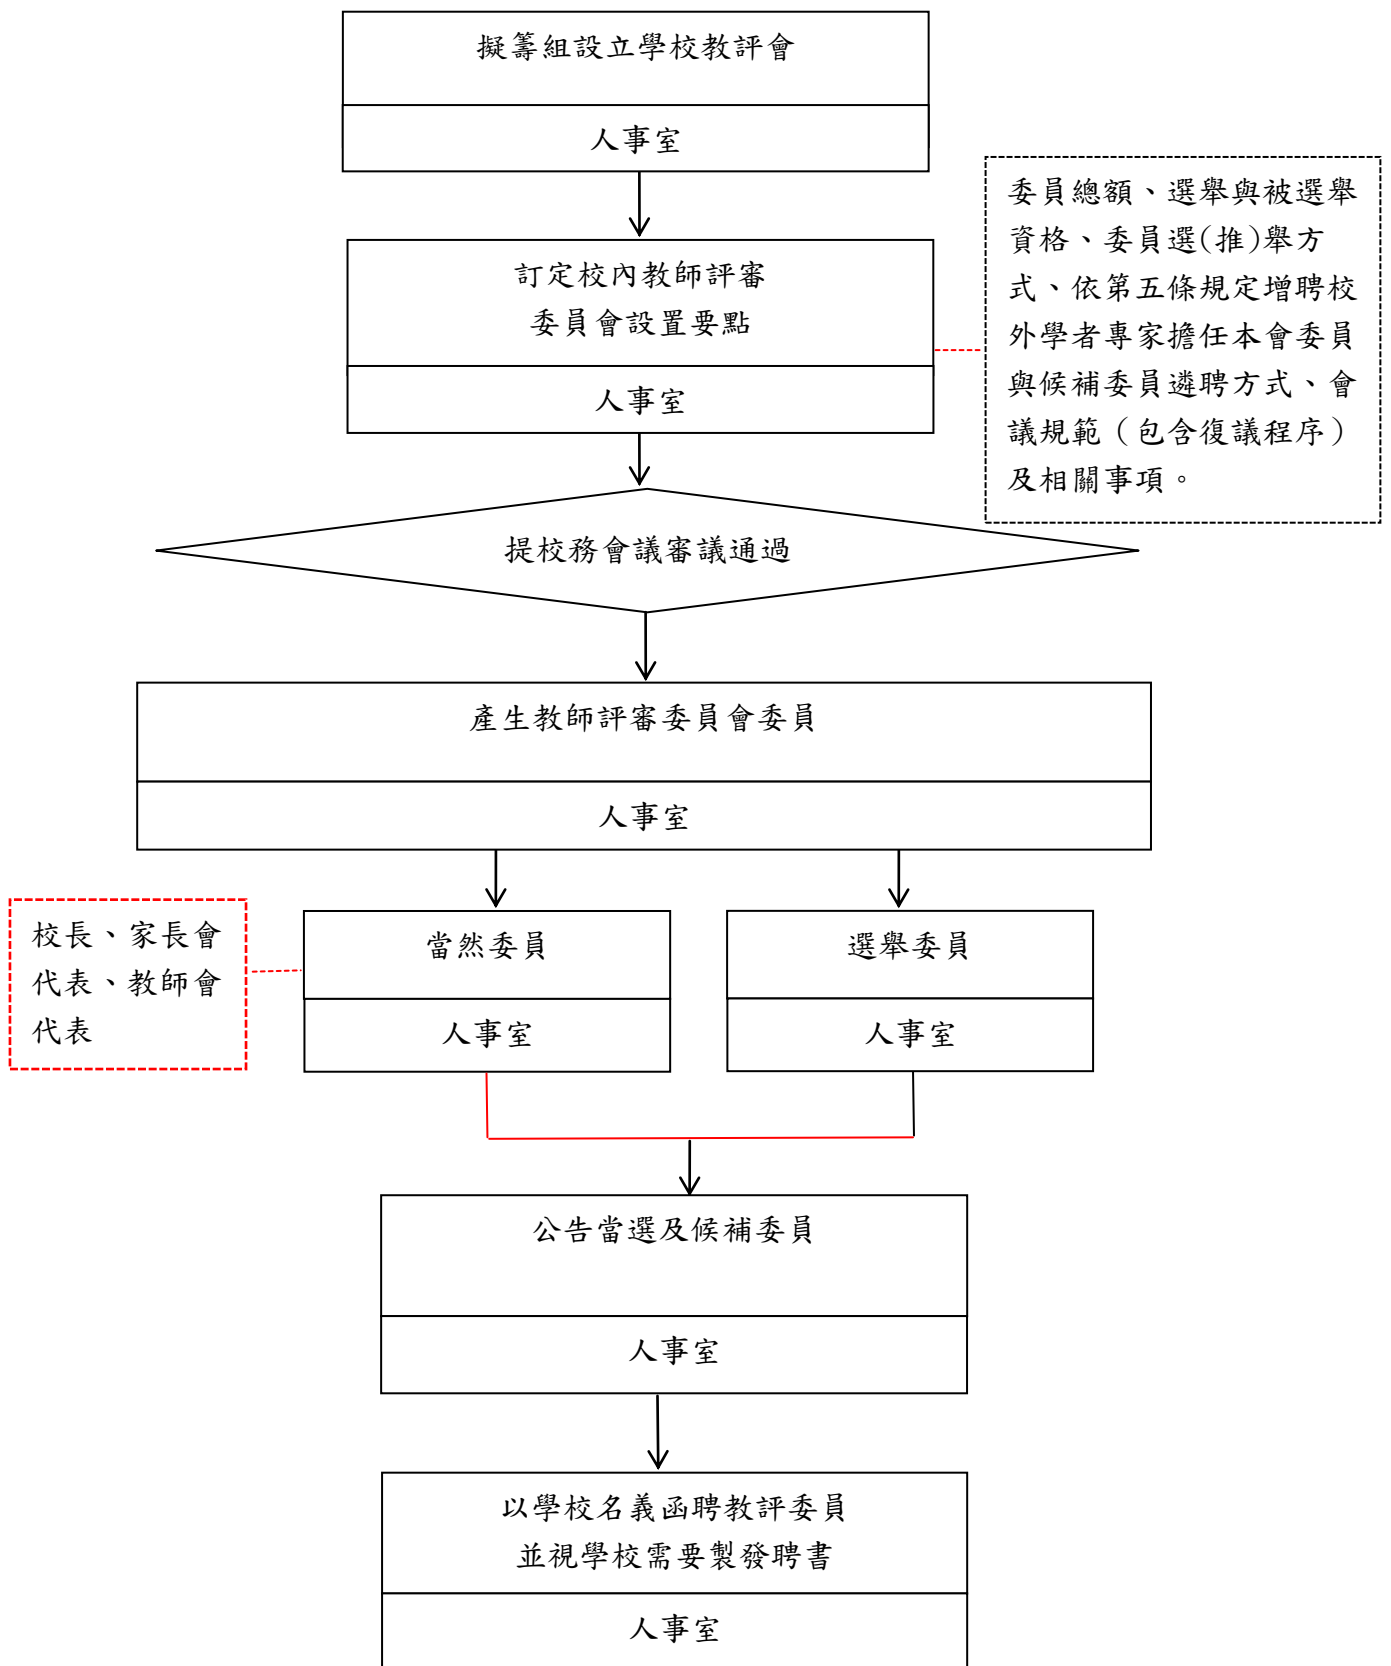 擬籌組設立學校教評會
人事室
訂定校內教師評審
委員會設置要點
人事室
委員總額、選舉與被選舉
資格、委員選(推)舉方
式、依第五條規定增聘校
外學者專家擔任本會委員
與候補委員遴聘方式、會
議規範（包含復議程序）
及相關事項。
提校務會議審議通過
產生教師評審委員會委員
人事室
校長、家長會
代表、教師會
代表
當然委員
人事室
選舉委員
人事室
公告當選及候補委員
人事室
以學校名義函聘教評委員
並視學校需要製發聘書
人事室